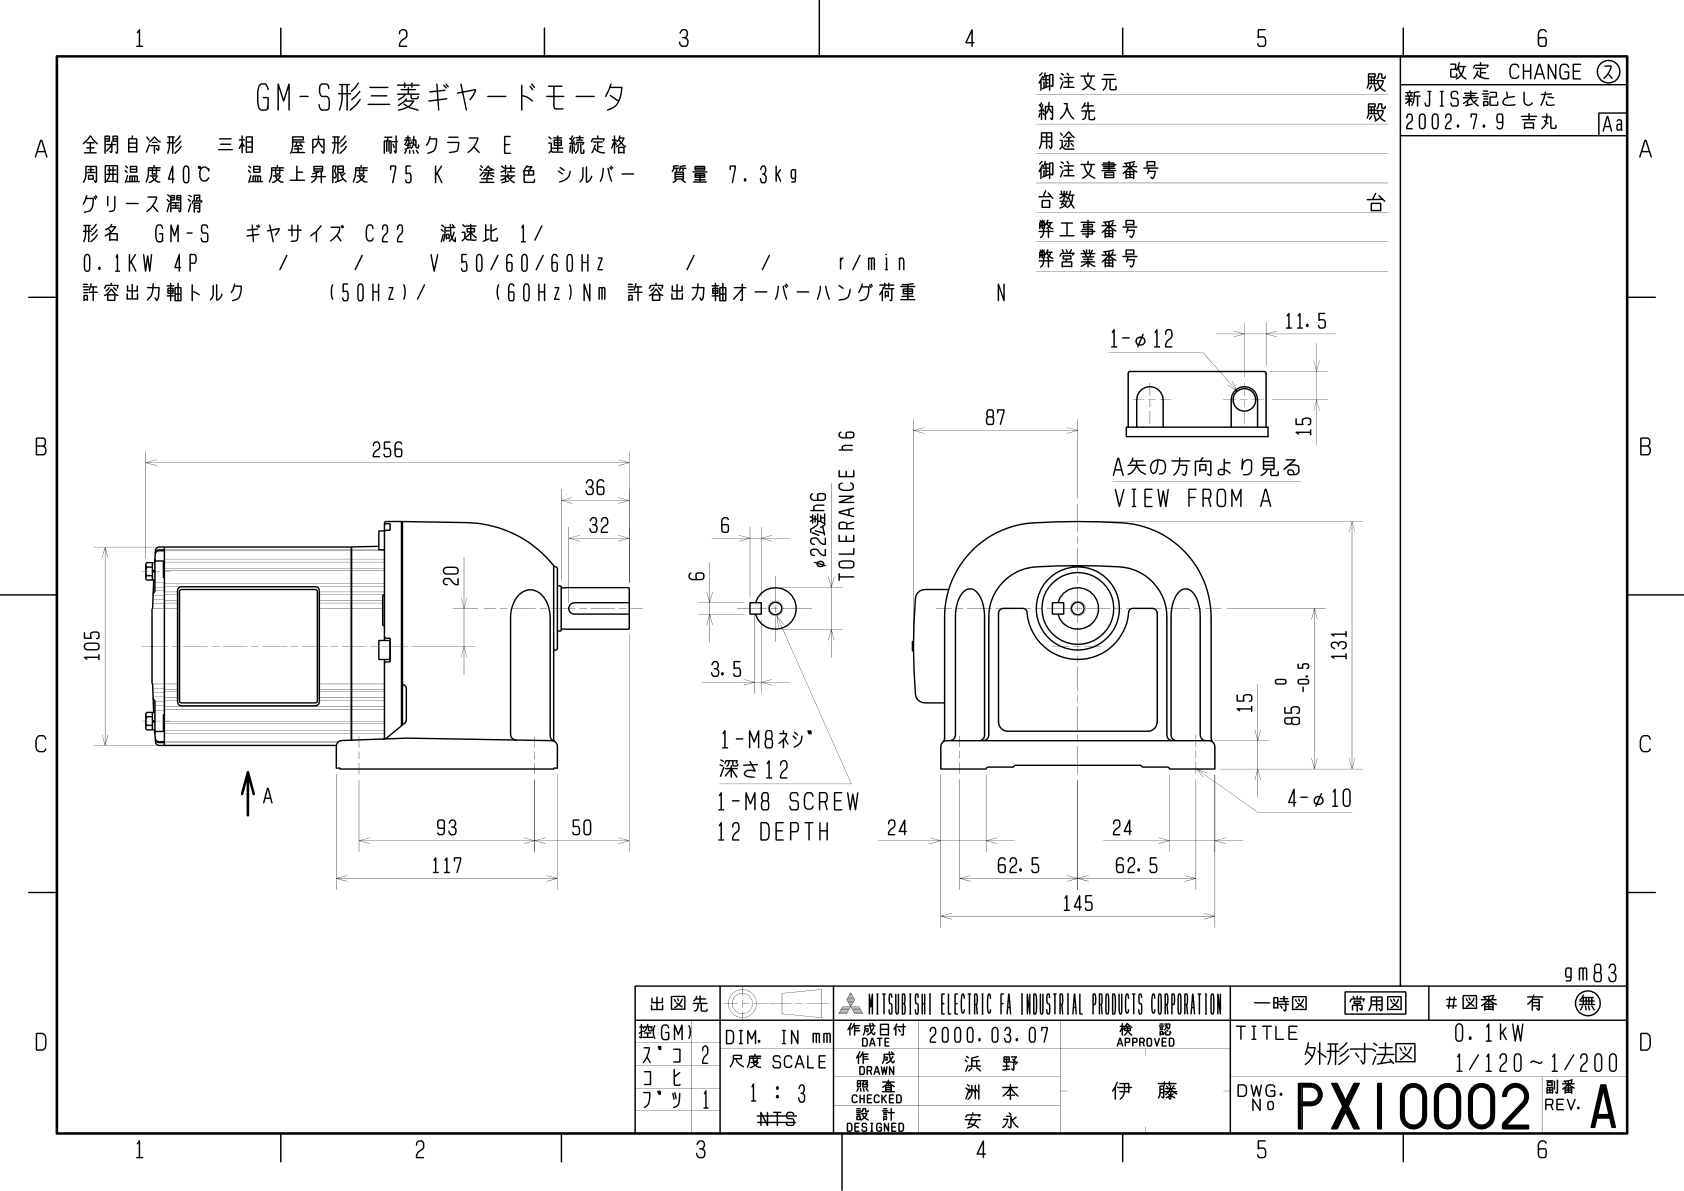 1 2 3 4 5 6
GM-S形三菱ギヤードモータ
全閉自冷形 三相 屋内形 耐熱クラス E 連続定格
周囲温度40℃ 温度上昇限度 75 K 塗装色 シルバー 質量 7.3kg
グリース潤滑
形名 GM-S ギヤサイズ C22 減速比 1/
0.1KW 4P / / V 50/60/60Hz / / r/min
許容出力軸トルク (50Hz)/ (60Hz)Nm 許容出力軸オーバーハング荷重 N
御注文元 殿
納入先 殿
用途
御注文書番号
台数 台
弊工事番号
弊営業番号
改定 CHANGE ス
新JIS表記とした
2002.7.9 吉丸 Aa
A A
B B
C C
D D
1-φ12
11.5
15
A矢の方向より見る
VIEW FROM A
256
36
32
20
105
A
93
50
117
6
6
3.5
φ22公差h6
TOLERANCE h6
1-M8ネジ
深さ12
1-M8 SCREW
12 DEPTH
87
131
15
85 0 -0.5
4-φ10
24
24
62.5
62.5
145
gm83
出図先
控(GM)
ズコ 2
コヒ
ブツ 1
DIM. IN mm
尺度 SCALE
1 : 3
NTS
MITSUBISHI ELECTRIC FA INDUSTRIAL PRODUCTS CORPORATION
作成日付 DATE 2000.03.07
検認 APPROVED
作成 DRAWN 浜野
照査 CHECKED 洲本
設計 DESIGNED 安永
伊藤
一時図 常用図 #図番 有 無
TITLE 外形寸法図
0.1kW
1/120~1/200
DWG. No PX10002
副番 REV. A
1 2 3 4 5 6